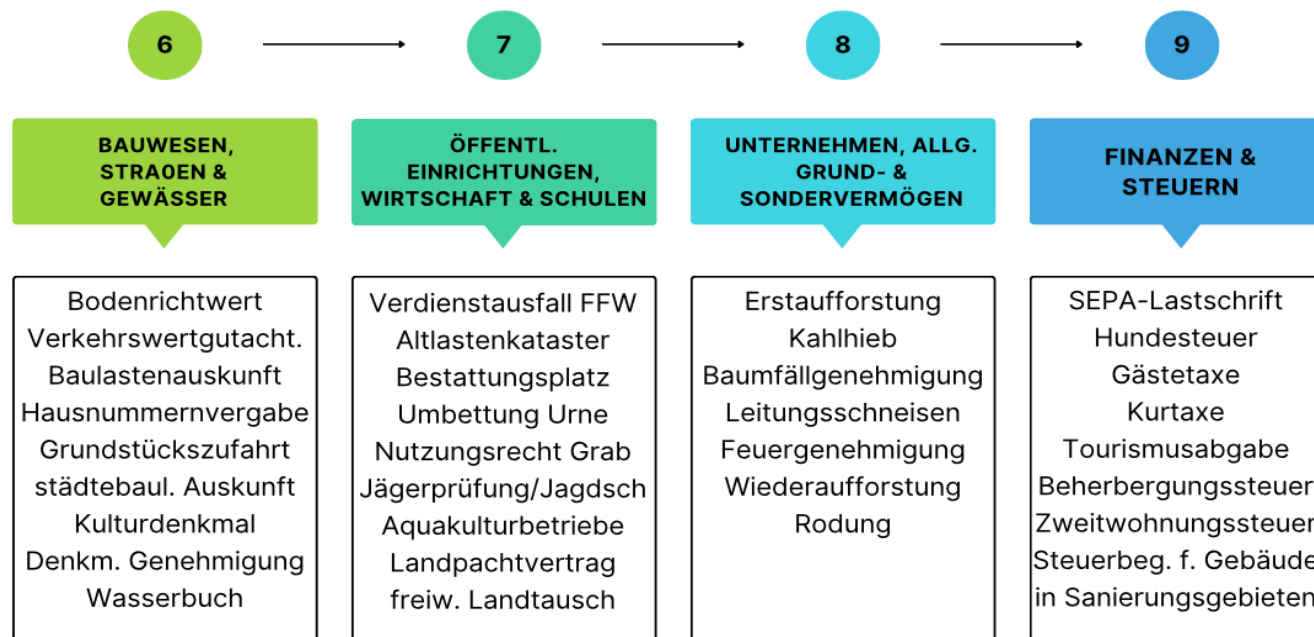 6
7
8
9
BAUWESEN,
STRA0EN &
GEWÄSSER
ÖFFENTL.
EINRICHTUNGEN,
WIRTSCHAFT & SCHULEN
UNTERNEHMEN, ALLG.
GRUND- &
SONDERVERMÖGEN
FINANZEN &
STEUERN
Bodenrichtwert
Verkehrswertgutacht.
Baulastenauskunft
Hausnummernvergabe
Grundstückszufahrt
städtebaul. Auskunft
Kulturdenkmal
Denkm. Genehmigung
Wasserbuch
Verdienstausfall FFW
Altlastenkataster
Bestattungsplatz
Umbettung Urne
Nutzungsrecht Grab
Jägerprüfung/Jagdsch
Aquakulturbetriebe
Landpachtvertrag
freiw. Landtausch
Erstaufforstung
Kahlhieb
Baumfällgenehmigung
Leitungsschneisen
Feuergenehmigung
Wiederaufforstung
Rodung
SEPA-Lastschrift
Hundesteuer
Gästetaxe
Kurtaxe
Tourismusabgabe
Beherbergungssteuer
Zweitwohnungssteuer
Steuerbeg. f. Gebäude
in Sanierungsgebieten